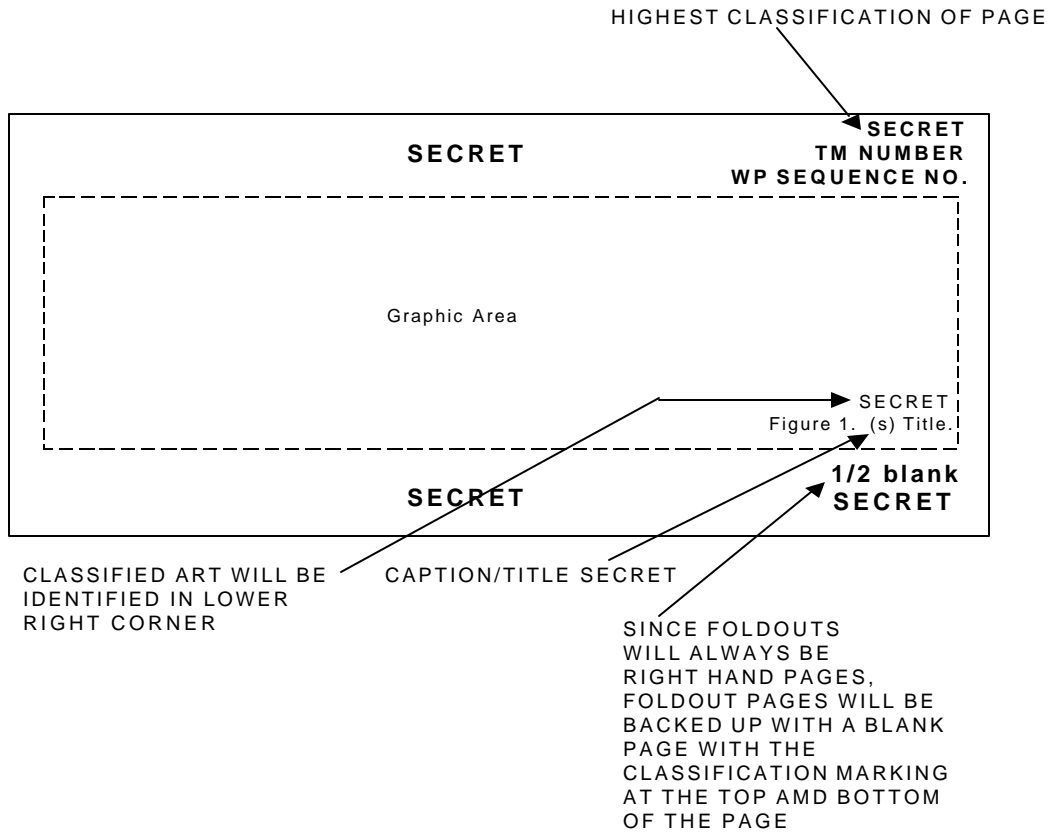 HIGHEST CLASSIFICATION OF PAGE
SECRET
SECRET
TM NUMBER
WP SEQUENCE NO.
Graphic Area
SECRET
Figure 1. (s) Title.
SECRET
1/2 blank
SECRET
CLASSIFIED ART WILL BE
IDENTIFIED IN LOWER
RIGHT CORNER
CAPTION/TITLE SECRET
SINCE FOLDOUTS
WILL ALWAYS BE
RIGHT HAND PAGES,
FOLDOUT PAGES WILL BE
BACKED UP WITH A BLANK
PAGE WITH THE
CLASSIFICATION MARKING
AT THE TOP AMD BOTTOM
OF THE PAGE